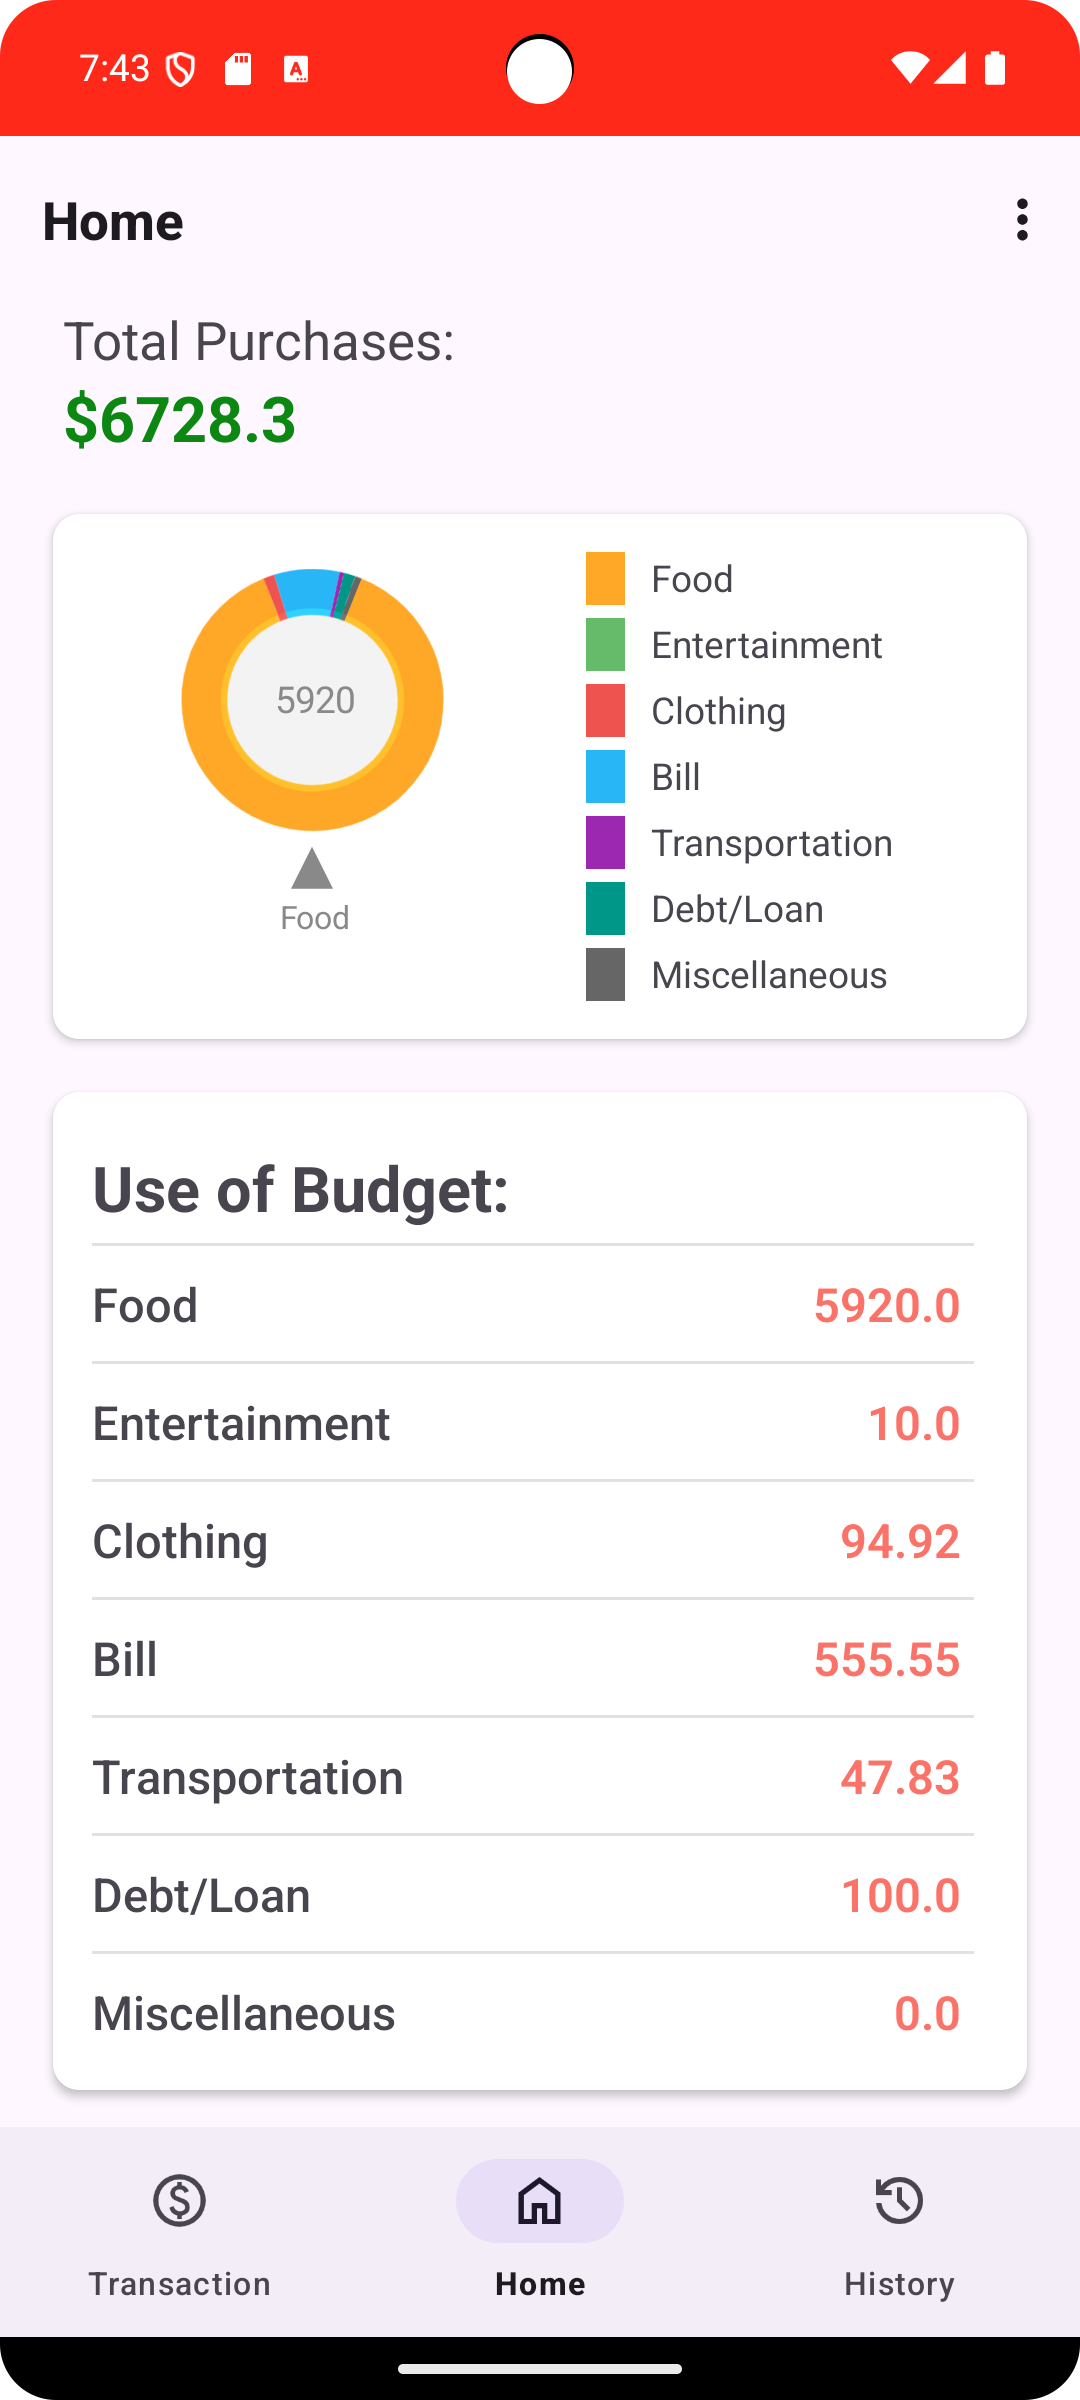 7:43
Home
Total Purchases:
$6728.3
5920
Food
Food
Entertainment
Clothing
Bill
Transportation
Debt/Loan
Miscellaneous
Use of Budget:
Food 5920.0
Entertainment 10.0
Clothing 94.92
Bill 555.55
Transportation 47.83
Debt/Loan 100.0
Miscellaneous 0.0
Transaction Home History